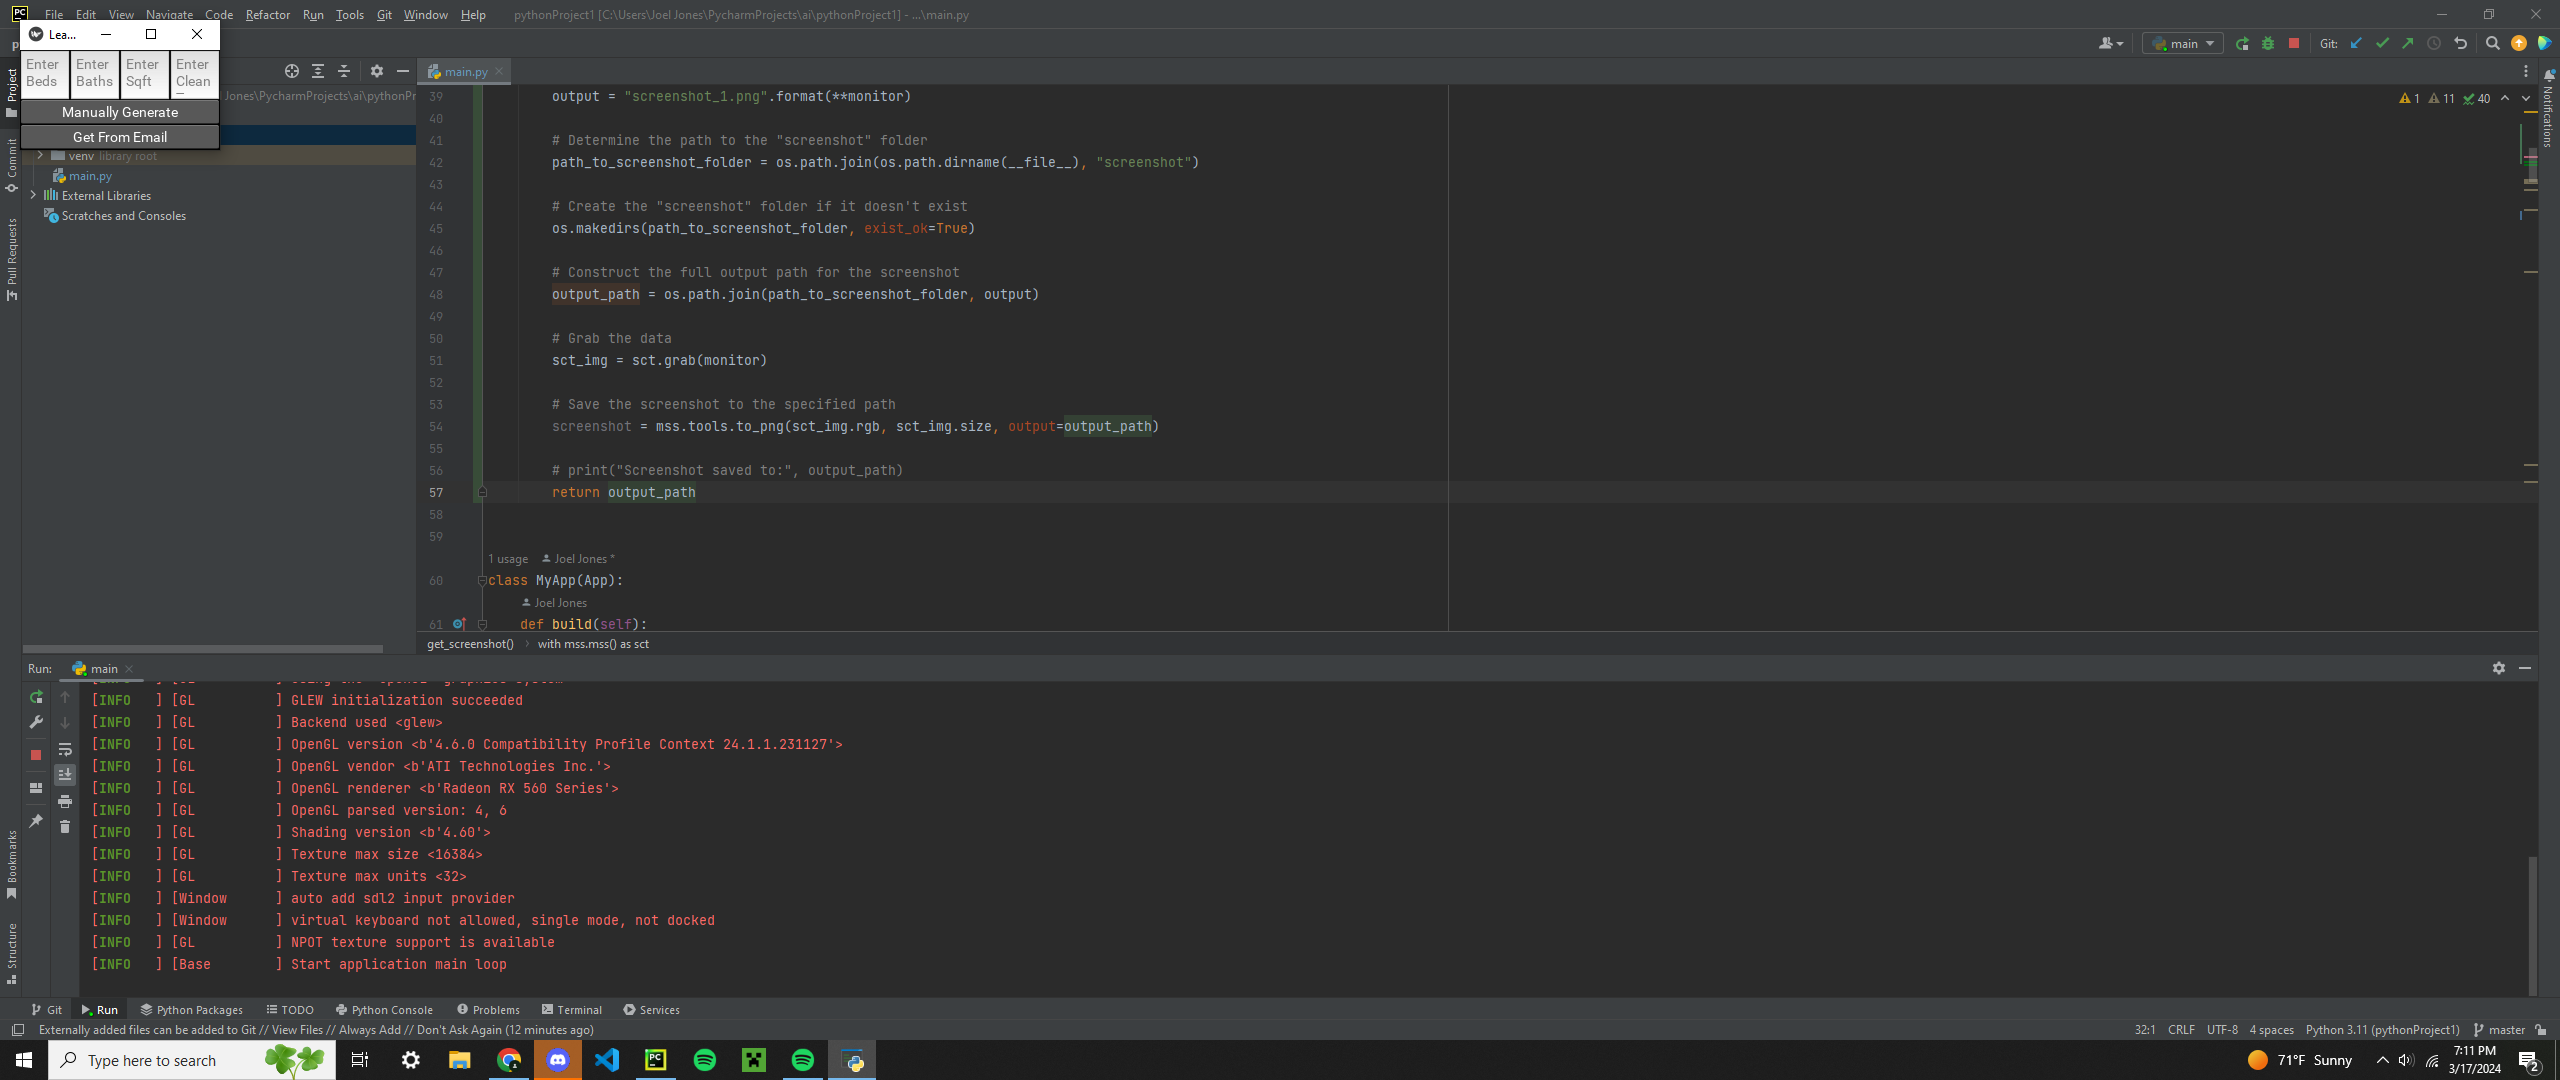 File Edit View Navigate Code Refactor Run Tools Git Window Help pythonProject1 [C:\Users\Joel Jones\PycharmProjects\ai\pythonProject1] - ...\main.py
Lea...
Enter Beds
Enter Baths
Enter Sqft
Enter Clean
Manually Generate
Get From Email
main
Git:
Project
Commit
Pull Requests
Bookmarks
Structure
Notifications
Jones\PycharmProjects\ai\pythonPr
venv library root
main.py
External Libraries
Scratches and Consoles
main.py
1 11 40
39 output = "screenshot_1.png".format(**monitor)
40
41 # Determine the path to the "screenshot" folder
42 path_to_screenshot_folder = os.path.join(os.path.dirname(__file__), "screenshot")
43
44 # Create the "screenshot" folder if it doesn't exist
45 os.makedirs(path_to_screenshot_folder, exist_ok=True)
46
47 # Construct the full output path for the screenshot
48 output_path = os.path.join(path_to_screenshot_folder, output)
49
50 # Grab the data
51 sct_img = sct.grab(monitor)
52
53 # Save the screenshot to the specified path
54 screenshot = mss.tools.to_png(sct_img.rgb, sct_img.size, output=output_path)
55
56 # print("Screenshot saved to:", output_path)
57 return output_path
58
59
1 usage Joel Jones *
60 class MyApp(App):
Joel Jones
61 def build(self):
get_screenshot() › with mss.mss() as sct
Run: main
[INFO ] [GL ] GLEW initialization succeeded
[INFO ] [GL ] Backend used <glew>
[INFO ] [GL ] OpenGL version <b'4.6.0 Compatibility Profile Context 24.1.1.231127'>
[INFO ] [GL ] OpenGL vendor <b'ATI Technologies Inc.'>
[INFO ] [GL ] OpenGL renderer <b'Radeon RX 560 Series'>
[INFO ] [GL ] OpenGL parsed version: 4, 6
[INFO ] [GL ] Shading version <b'4.60'>
[INFO ] [GL ] Texture max size <16384>
[INFO ] [GL ] Texture max units <32>
[INFO ] [Window ] auto add sdl2 input provider
[INFO ] [Window ] virtual keyboard not allowed, single mode, not docked
[INFO ] [GL ] NPOT texture support is available
[INFO ] [Base ] Start application main loop
Git Run Python Packages TODO Python Console Problems Terminal Services
Externally added files can be added to Git // View Files // Always Add // Don't Ask Again (12 minutes ago)
32:1 CRLF UTF-8 4 spaces Python 3.11 (pythonProject1) master
Type here to search
71°F Sunny
7:11 PM
3/17/2024
2